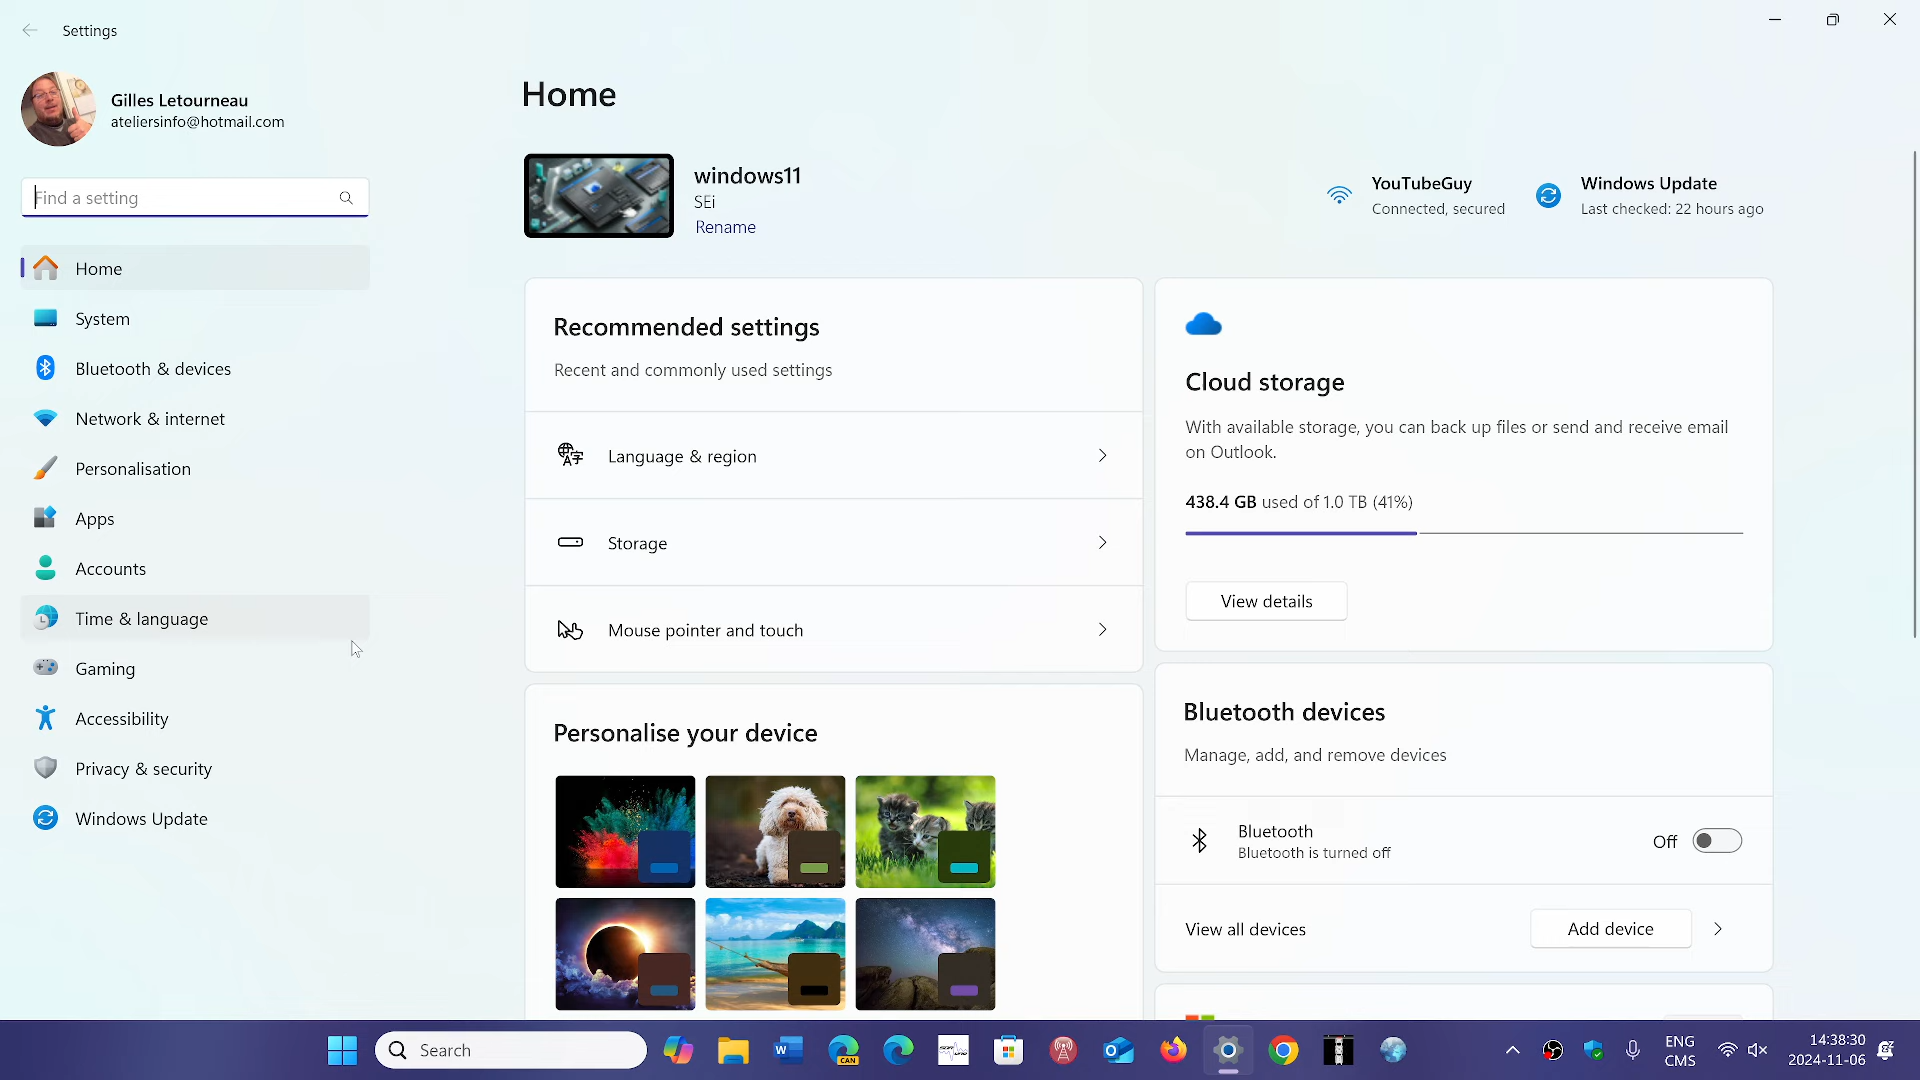 Settings
Gilles Letourneau
ateliersinfo@hotmail.com
Find a setting
Home
System
Bluetooth & devices
Network & internet
Personalisation
Apps
Accounts
Time & language
Gaming
Accessibility
Privacy & security
Windows Update
Home
windows11
SEi
Rename
YouTubeGuy
Connected, secured
Windows Update
Last checked: 22 hours ago
Recommended settings
Recent and commonly used settings
Language & region
Storage
Mouse pointer and touch
Personalise your device
Cloud storage
With available storage, you can back up files or send and receive email
on Outlook.
438.4 GB used of 1.0 TB (41%)
View details
Bluetooth devices
Manage, add, and remove devices
Bluetooth
Bluetooth is turned off
Off
View all devices
Add device
Search
CAN
ENG
CMS
14:38:30
2024-11-06